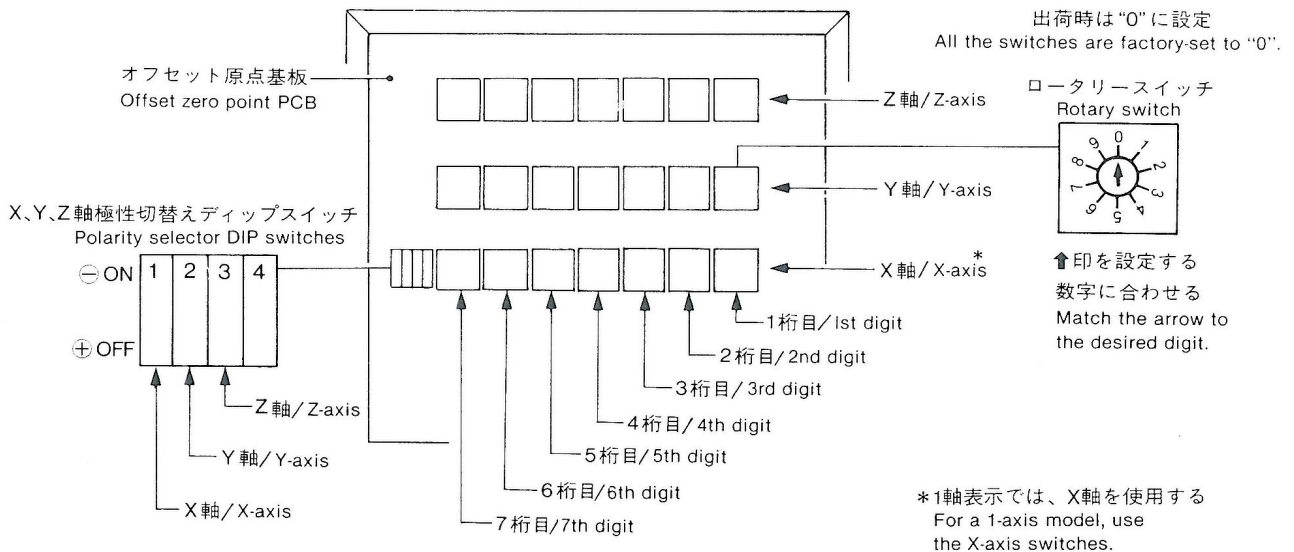 出荷時は“0”に設定
All the switches are factory-set to “0”.
オフセット原点基板
Offset zero point PCB
Z軸/Z-axis
ロータリースイッチ
Rotary switch
0
1
2
3
4
5
6
7
8
9
Y軸/Y-axis
X、Y、Z軸極性切替えディップスイッチ
Polarity selector DIP switches
⊖ ON
1 2 3 4
⊕ OFF
X軸/X-axis*
⬆印を設定する
数字に合わせる
Match the arrow to
the desired digit.
1桁目/lst digit
2桁目/2nd digit
3桁目/3rd digit
4桁目/4th digit
5桁目/5th digit
6桁目/6th digit
7桁目/7th digit
Z軸/Z-axis
Y軸/Y-axis
X軸/X-axis
*1軸表示では、X軸を使用する
For a 1-axis model, use
the X-axis switches.